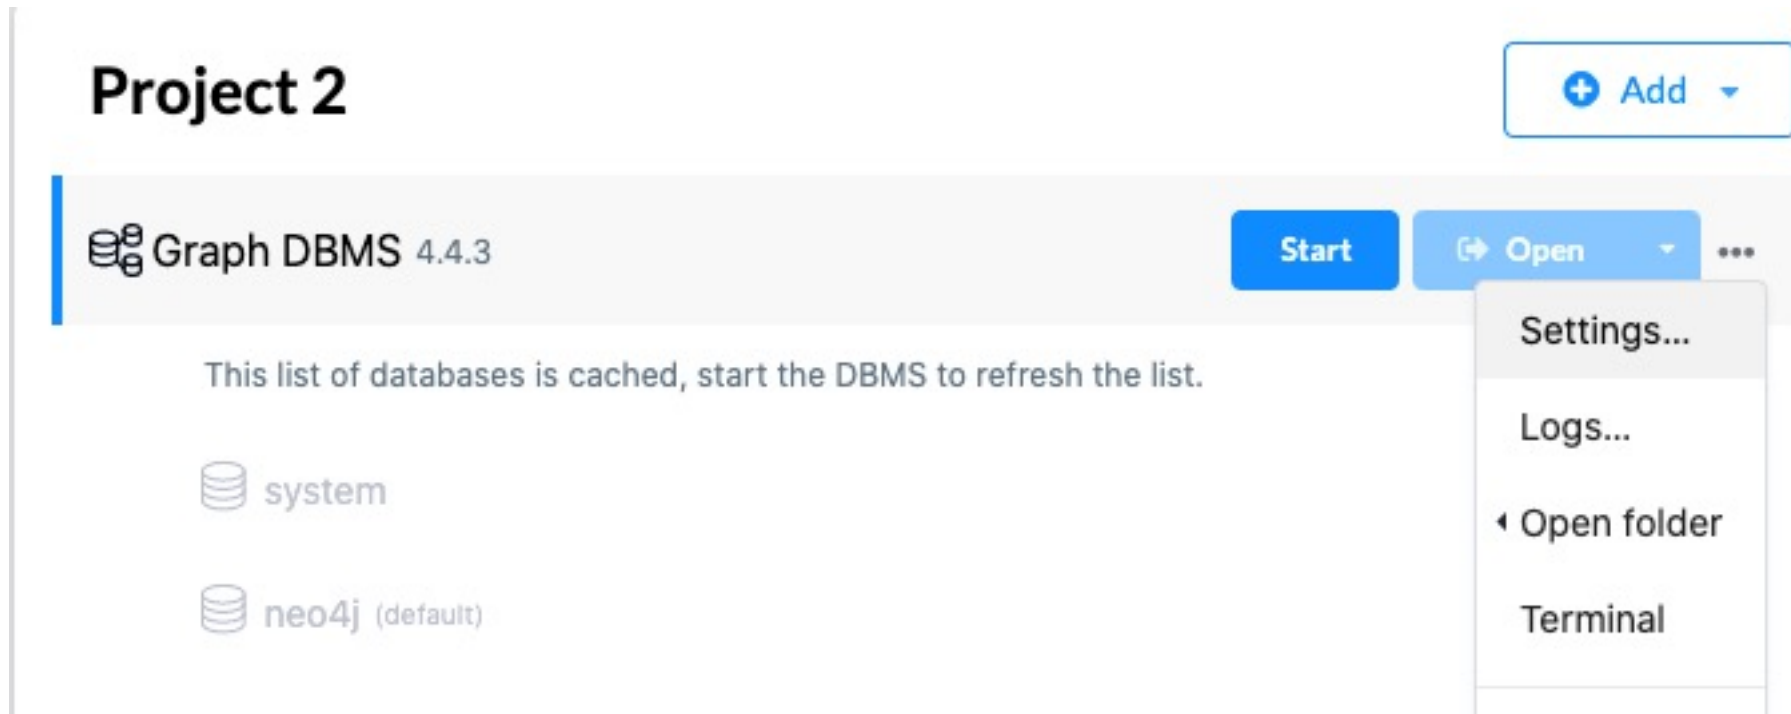 Project 2
Add
Graph DBMS 4.4.3
Start
Open
Settings...
This list of databases is cached, start the DBMS to refresh the list.
Logs...
system
Open folder
neo4j (default)
Terminal